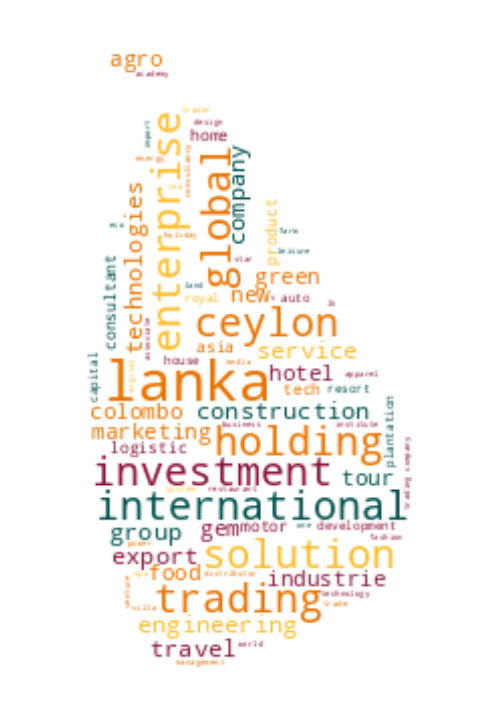 agro
academy
trader
enterprise
import
design
home
global
company
consultancy
technologies
product
holiday
farm
leisure
star
consultant
green
land
royal
new
auto
ceylon
associate
asia
service
house
media
hotel
apparel
capital
digital
lanka
tech
resort
colombo
construction
plantation
marketing
business
institute
holding
logistic
trading company
investment
tour
system
restaurant
international
group
gem
motor
one
development
fashion
power
export
solution
food
distributor
industrie
venture
technology
trading
villa
trade
engineering
travel
world
management